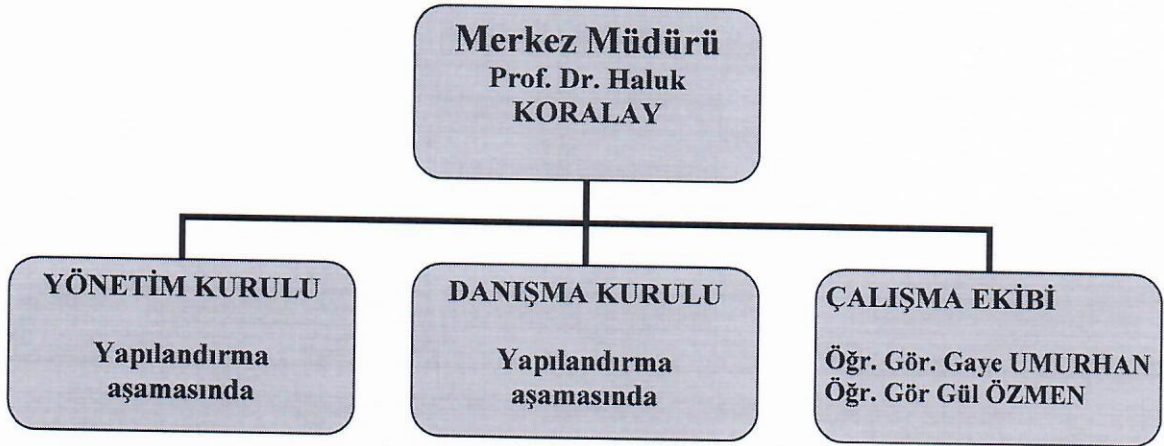 Merkez Müdürü
Prof. Dr. Haluk
KORALAY
YÖNETİM KURULU
Yapılandırma
aşamasında
DANIŞMA KURULU
Yapılandırma
aşamasında
ÇALIŞMA EKİBİ
Öğr. Gör. Gaye UMURHAN
Öğr. Gör Gül ÖZMEN